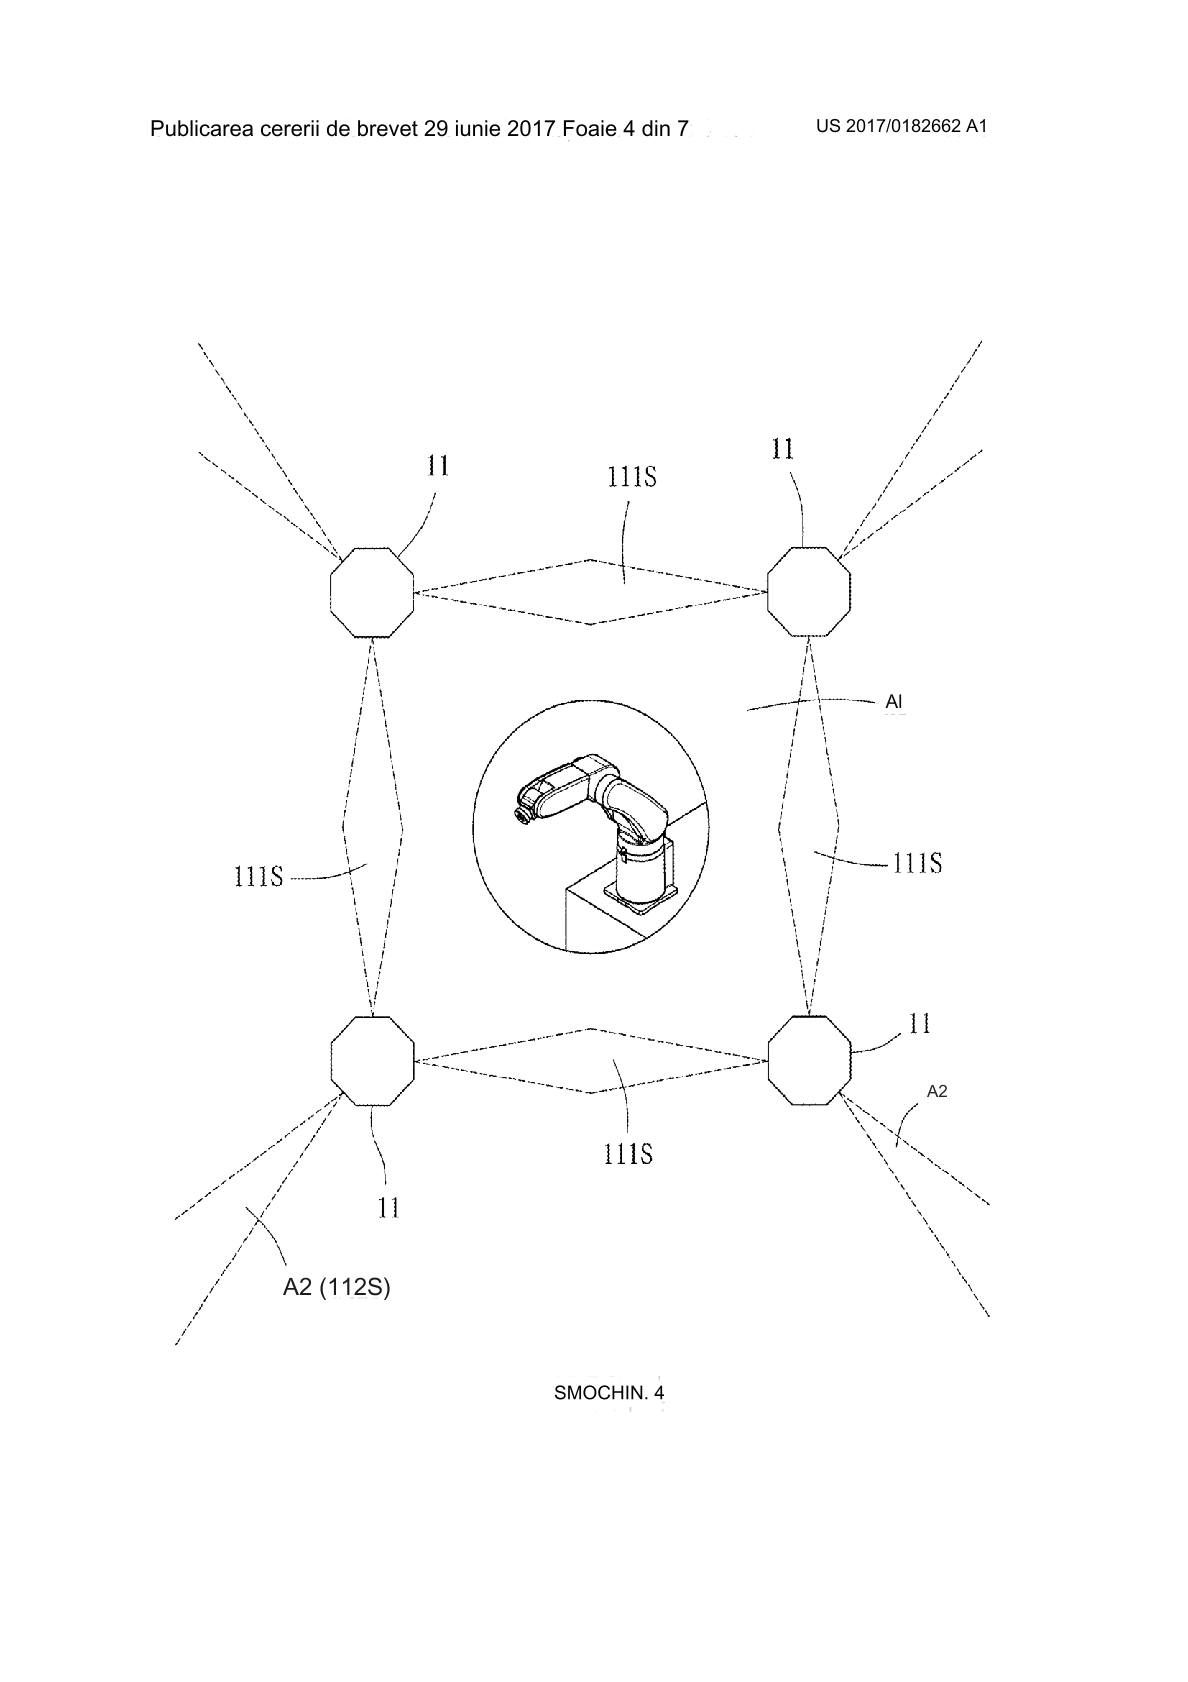 Publicarea cererii de brevet 29 iunie 2017 Foaie 4 din 7 US 2017/0182662 A1
11
11
111S
AI
111S
111S
11
A2
111S
11
A2 (112S)
SMOCHIN. 4